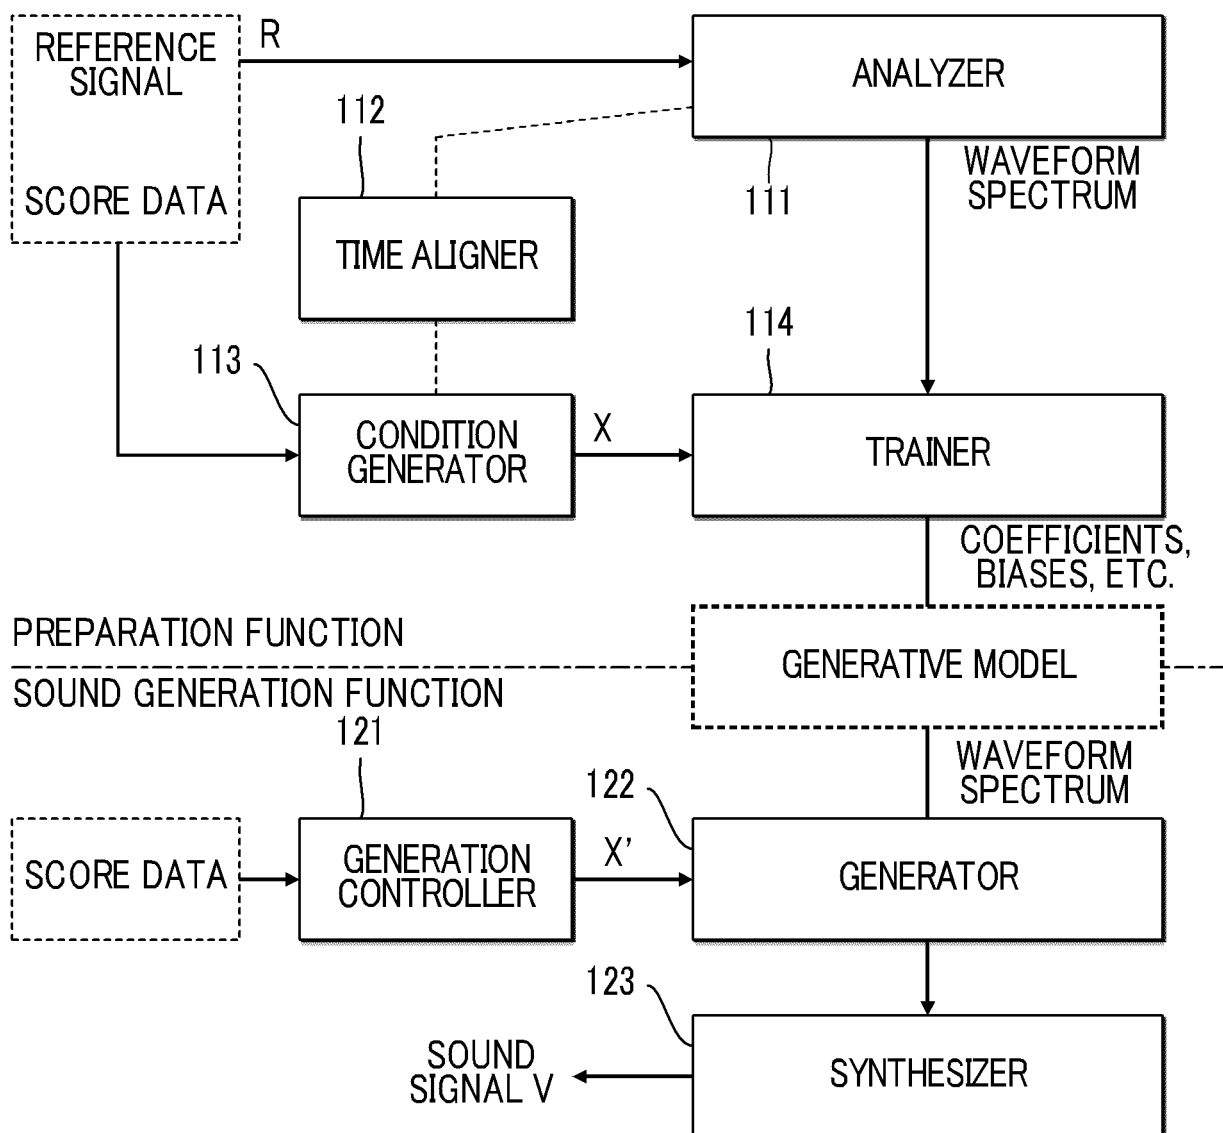 R
REFERENCE
SIGNAL
ANALYZER
112
SCORE DATA
111
WAVEFORM
SPECTRUM
TIME ALIGNER
113
114
CONDITION
GENERATOR
X
TRAINER
COEFFICIENTS,
BIASES, ETC.
PREPARATION FUNCTION
GENERATIVE MODEL
SOUND GENERATION FUNCTION
121
WAVEFORM
SPECTRUM
122
SCORE DATA
GENERATION
CONTROLLER
X'
GENERATOR
123
SOUND
SIGNAL V
SYNTHESIZER